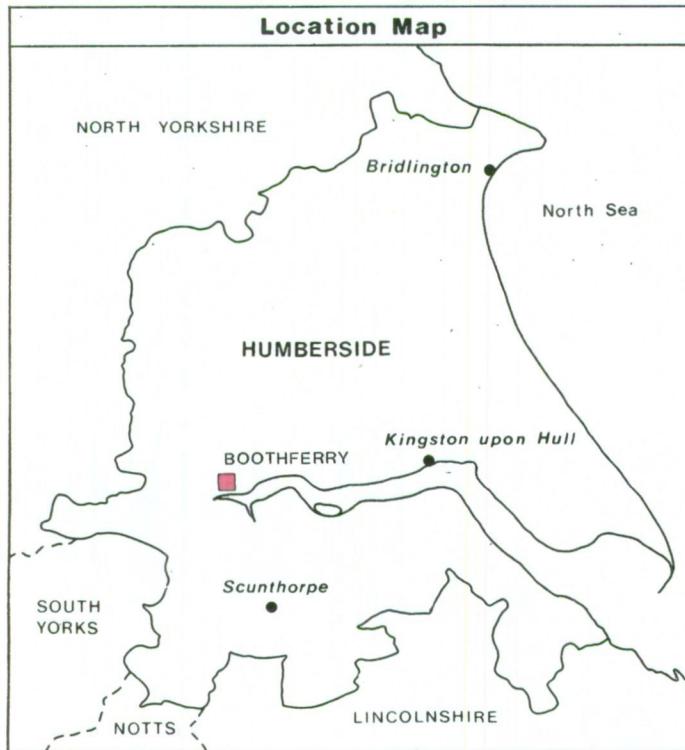 Location Map
NORTH YORKSHIRE
Bridlington
North Sea
HUMBERSIDE
Kingston upon Hull
BOOTHFERRY
Scunthorpe
SOUTH
YORKS
LINCOLNSHIRE
NOTTS